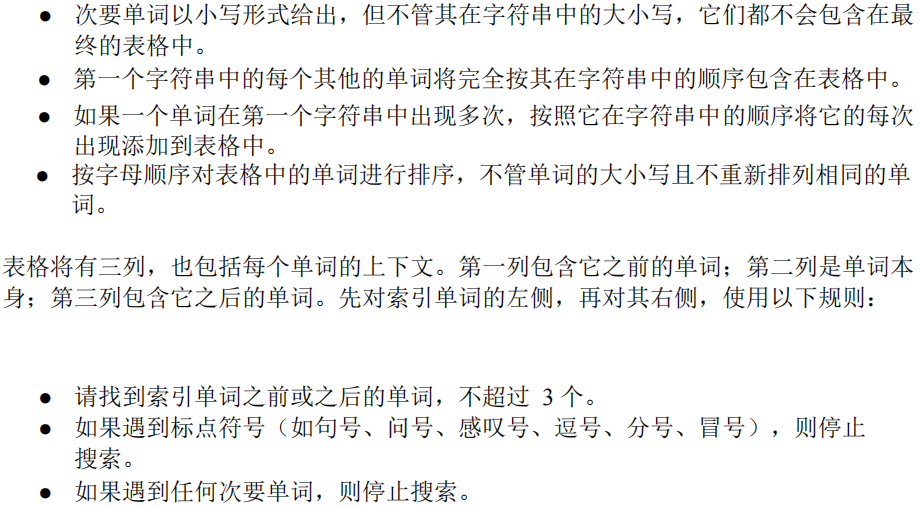 ● 次要单词以小写形式给出，但不管其在字符串中的大小写，它们都不会包含在最
终的表格中。
● 第一个字符串中的每个其他的单词将完全按其在字符串中的顺序包含在表格中。
● 如果一个单词在第一个字符串中出现多次，按照它在字符串中的顺序将它的每次
出现添加到表格中。
● 按字母顺序对表格中的单词进行排序，不管单词的大小写且不重新排列相同的单
词。
表格将有三列，也包括每个单词的上下文。第一列包含它之前的单词；第二列是单词本
身；第三列包含它之后的单词。先对索引单词的左侧，再对其右侧，使用以下规则：
● 请找到索引单词之前或之后的单词，不超过 3 个。
● 如果遇到标点符号（如句号、问号、感叹号、逗号、分号、冒号），则停止
搜索。
● 如果遇到任何次要单词，则停止搜索。